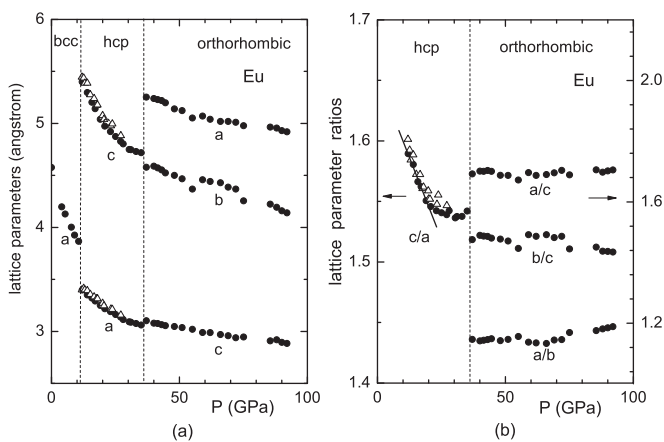 bcc hcp orthorhombic
Eu
a
c
b
a
a
c
lattice parameters (angstrom)
6
5
4
3
0 50 100
P (GPa)
(a)
hcp orthorhombic
Eu
c/a
a/c
b/c
a/b
lattice parameter ratios
1.7
1.6
1.5
1.4
2.0
1.6
1.2
0 50 100
P (GPa)
(b)